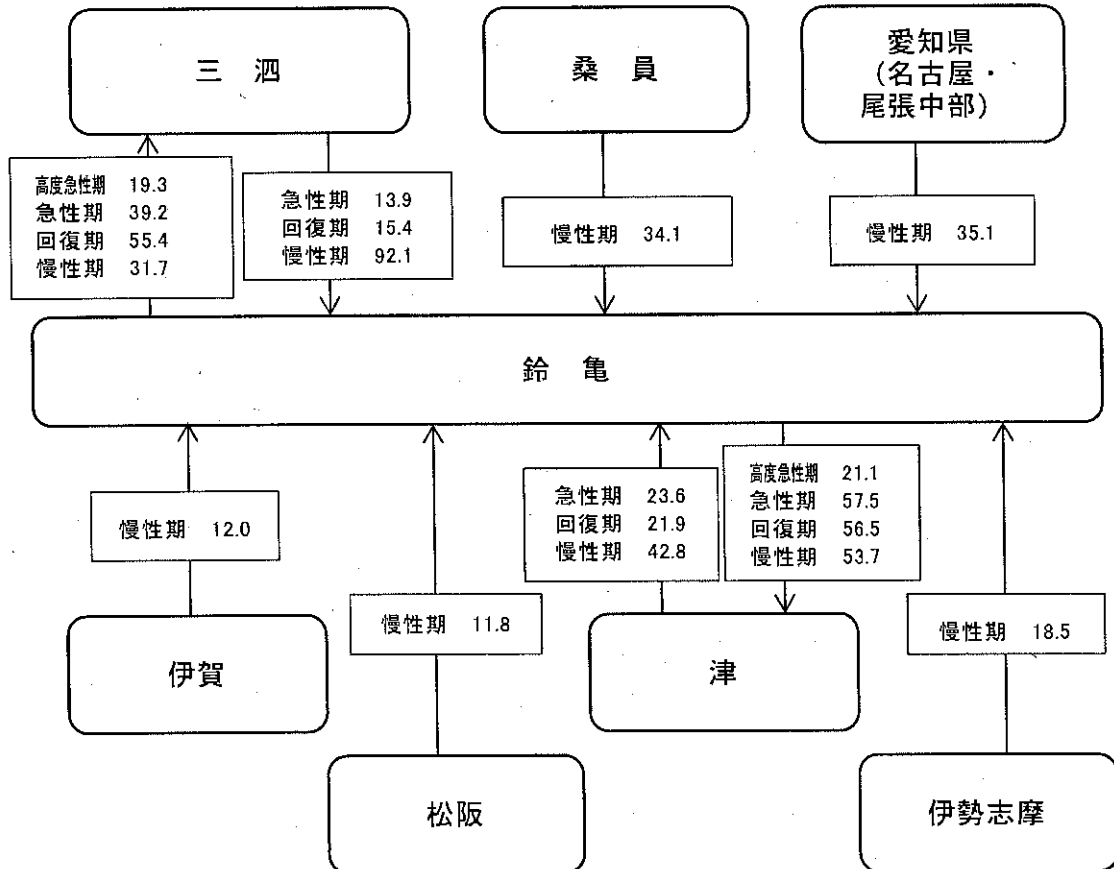 三 泗
桑 員
愛知県
(名古屋・
尾張中部)
高度急性期 19.3
急性期 39.2
回復期 55.4
慢性期 31.7
急性期 13.9
回復期 15.4
慢性期 92.1
慢性期 34.1
慢性期 35.1
鈴 亀
慢性期 12.0
慢性期 11.8
急性期 23.6
回復期 21.9
慢性期 42.8
高度急性期 21.1
急性期 57.5
回復期 56.5
慢性期 53.7
慢性期 18.5
伊賀
松阪
津
伊勢志摩